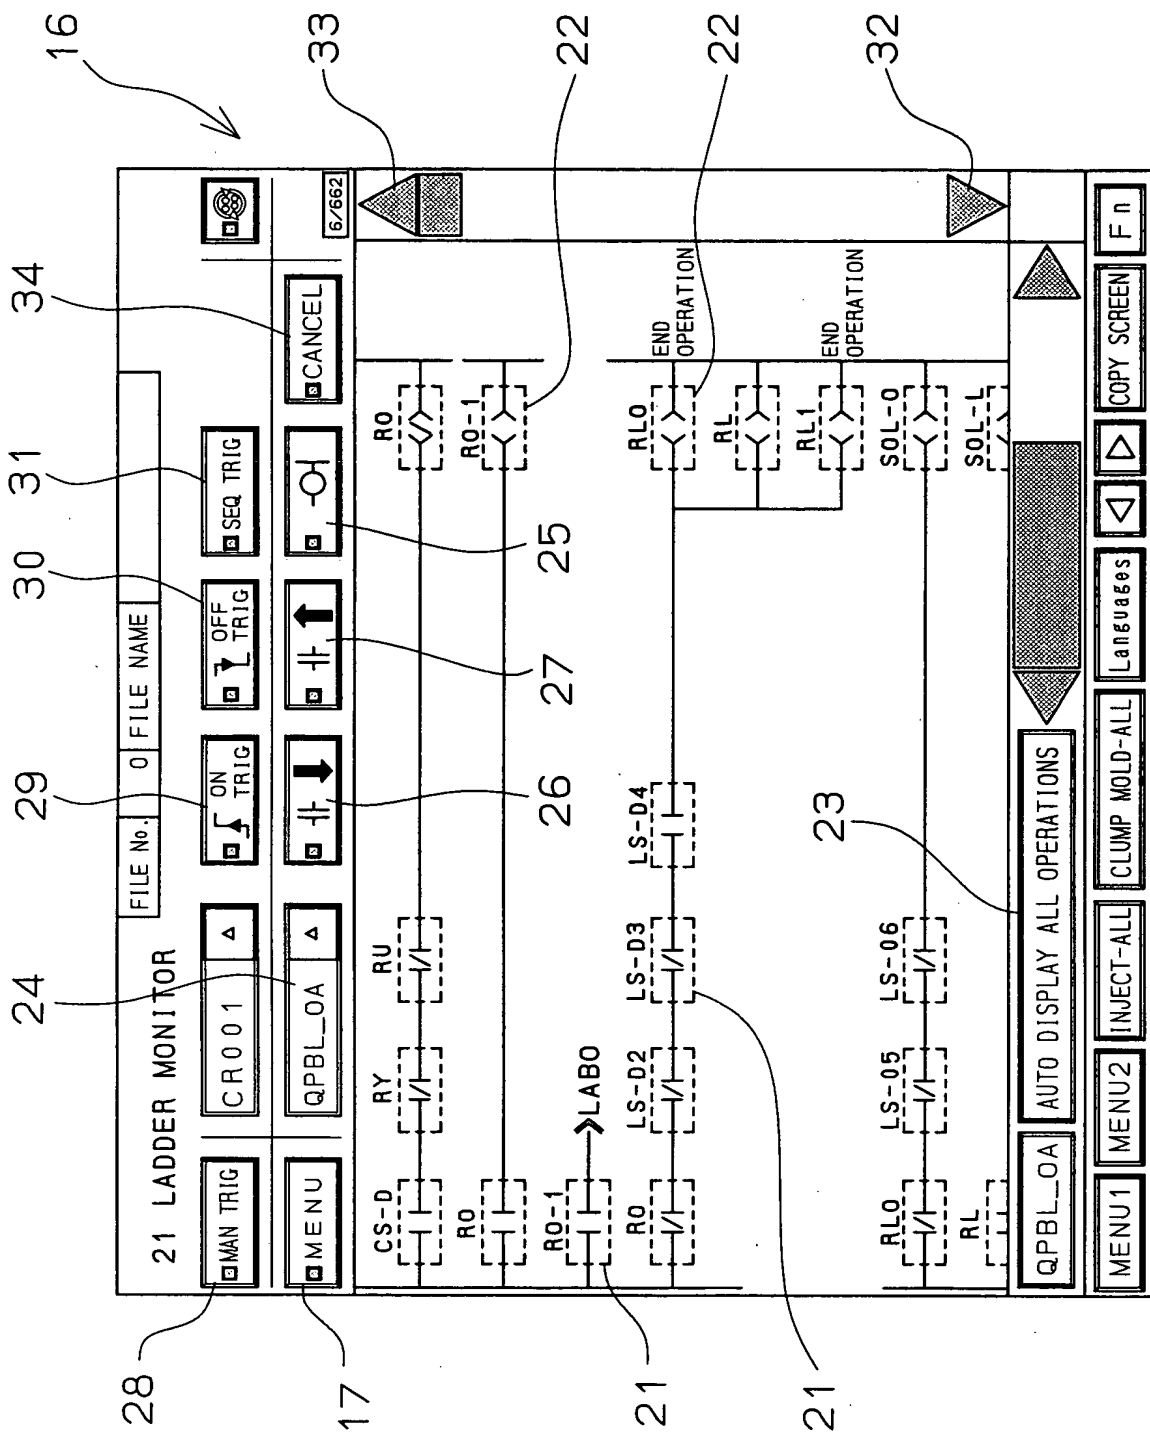 16
28
24
29
30
31
34
21 LADDER MONITOR
FILE No.
0
FILE NAME
MAN TRIG
CR001
ON
TRIG
OFF
TRIG
SEQ TRIG
MENU
QPBL_OA
CANCEL
6/662
17
26
27
25
33
CS-D
RY
RU
RO
RO
RO-1
22
RO-1
LABO
21
RO
LS-D2
LS-D3
LS-D4
RLO
END
OPERATION
22
RL
RL1
END
OPERATION
21
RLO
LS-05
LS-06
SOL-O
RL
SOL-L
32
23
QPBL_OA
AUTO DISPLAY ALL OPERATIONS
MENU1
MENU2
INJECT-ALL
CLUMP MOLD-ALL
Languages
COPY SCREEN
Fn